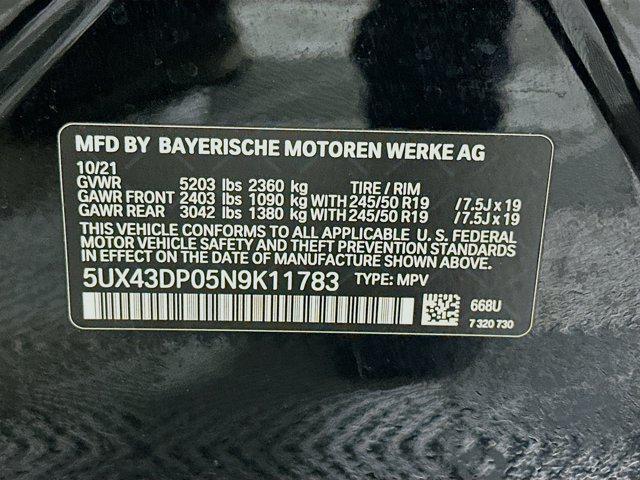 MFD BY BAYERISCHE MOTOREN WERKE AG
10/21
GVWR 5203 lbs 2360 kg TIRE / RIM
GAWR FRONT 2403 lbs 1090 kg WITH 245/50 R19 / 7.5J x 19
GAWR REAR 3042 lbs 1380 kg WITH 245/50 R19 / 7.5J x 19
THIS VEHICLE CONFORMS TO ALL APPLICABLE U. S. FEDERAL
MOTOR VEHICLE SAFETY AND THEFT PREVENTION STANDARDS
IN EFFECT ON THE DATE OF MANUFACTURE SHOWN ABOVE.
5UX43DP05N9K11783 TYPE: MPV
668U
7 320 730